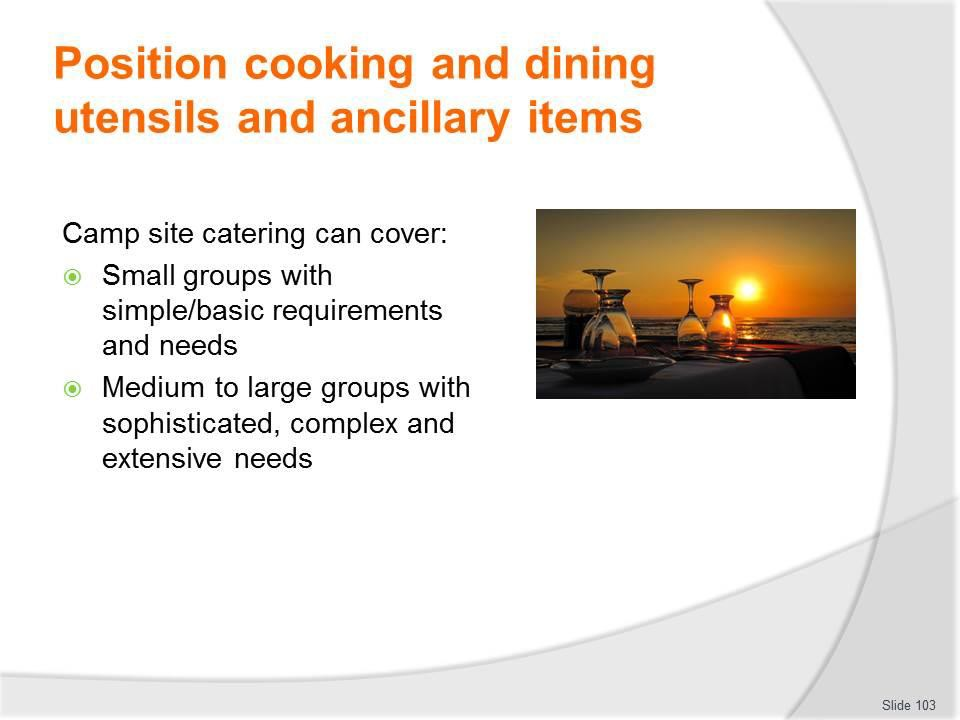 Position cooking and dining
utensils and ancillary items
Camp site catering can cover:
Small groups with
simple/basic requirements
and needs
Medium to large groups with
sophisticated, complex and
extensive needs
Slide 103